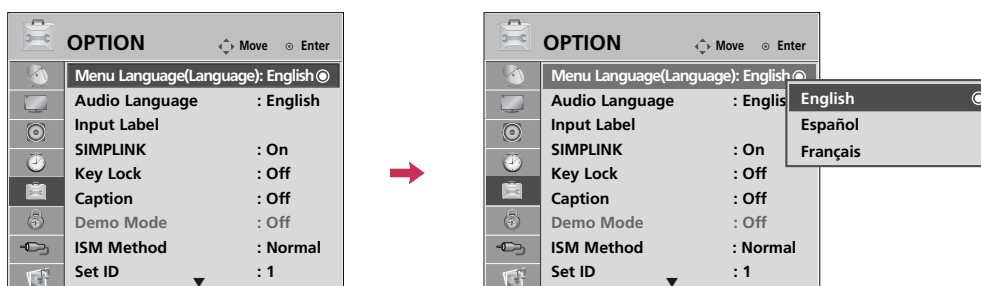 OPTION Move Enter
Menu Language(Language): English
Audio Language : English
Input Label
SIMPLINK : On
Key Lock : Off
Caption : Off
Demo Mode : Off
ISM Method : Normal
Set ID : 1
OPTION Move Enter
Menu Language(Language): English
Audio Language : Englis
Input Label
SIMPLINK : On
Key Lock : Off
Caption : Off
Demo Mode : Off
ISM Method : Normal
Set ID : 1
English
Español
Français